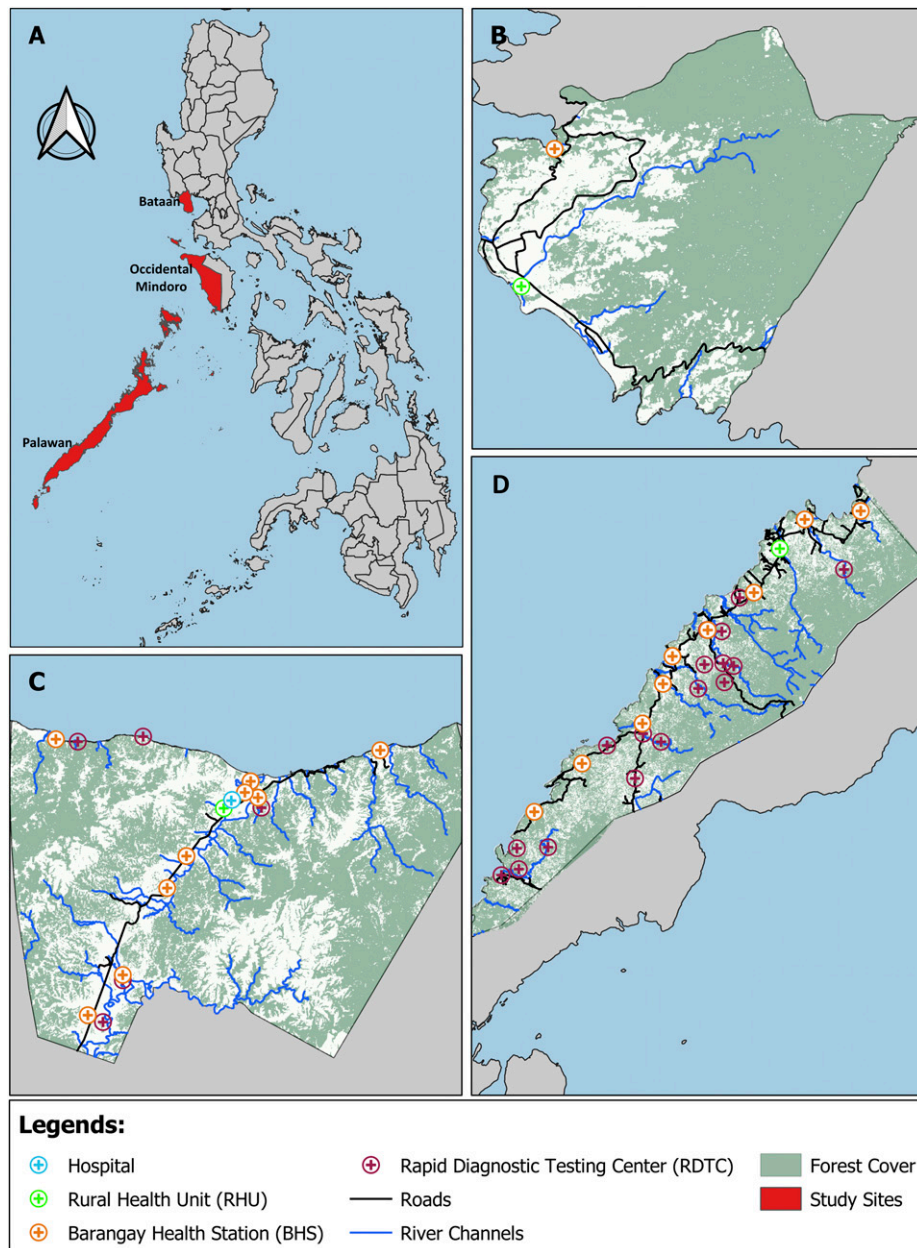 A
Bataan
Occidental
Mindoro
Palawan
B
C
D
Legends:
Hospital
Rural Health Unit (RHU)
Barangay Health Station (BHS)
Rapid Diagnostic Testing Center (RDTC)
Roads
River Channels
Forest Cover
Study Sites